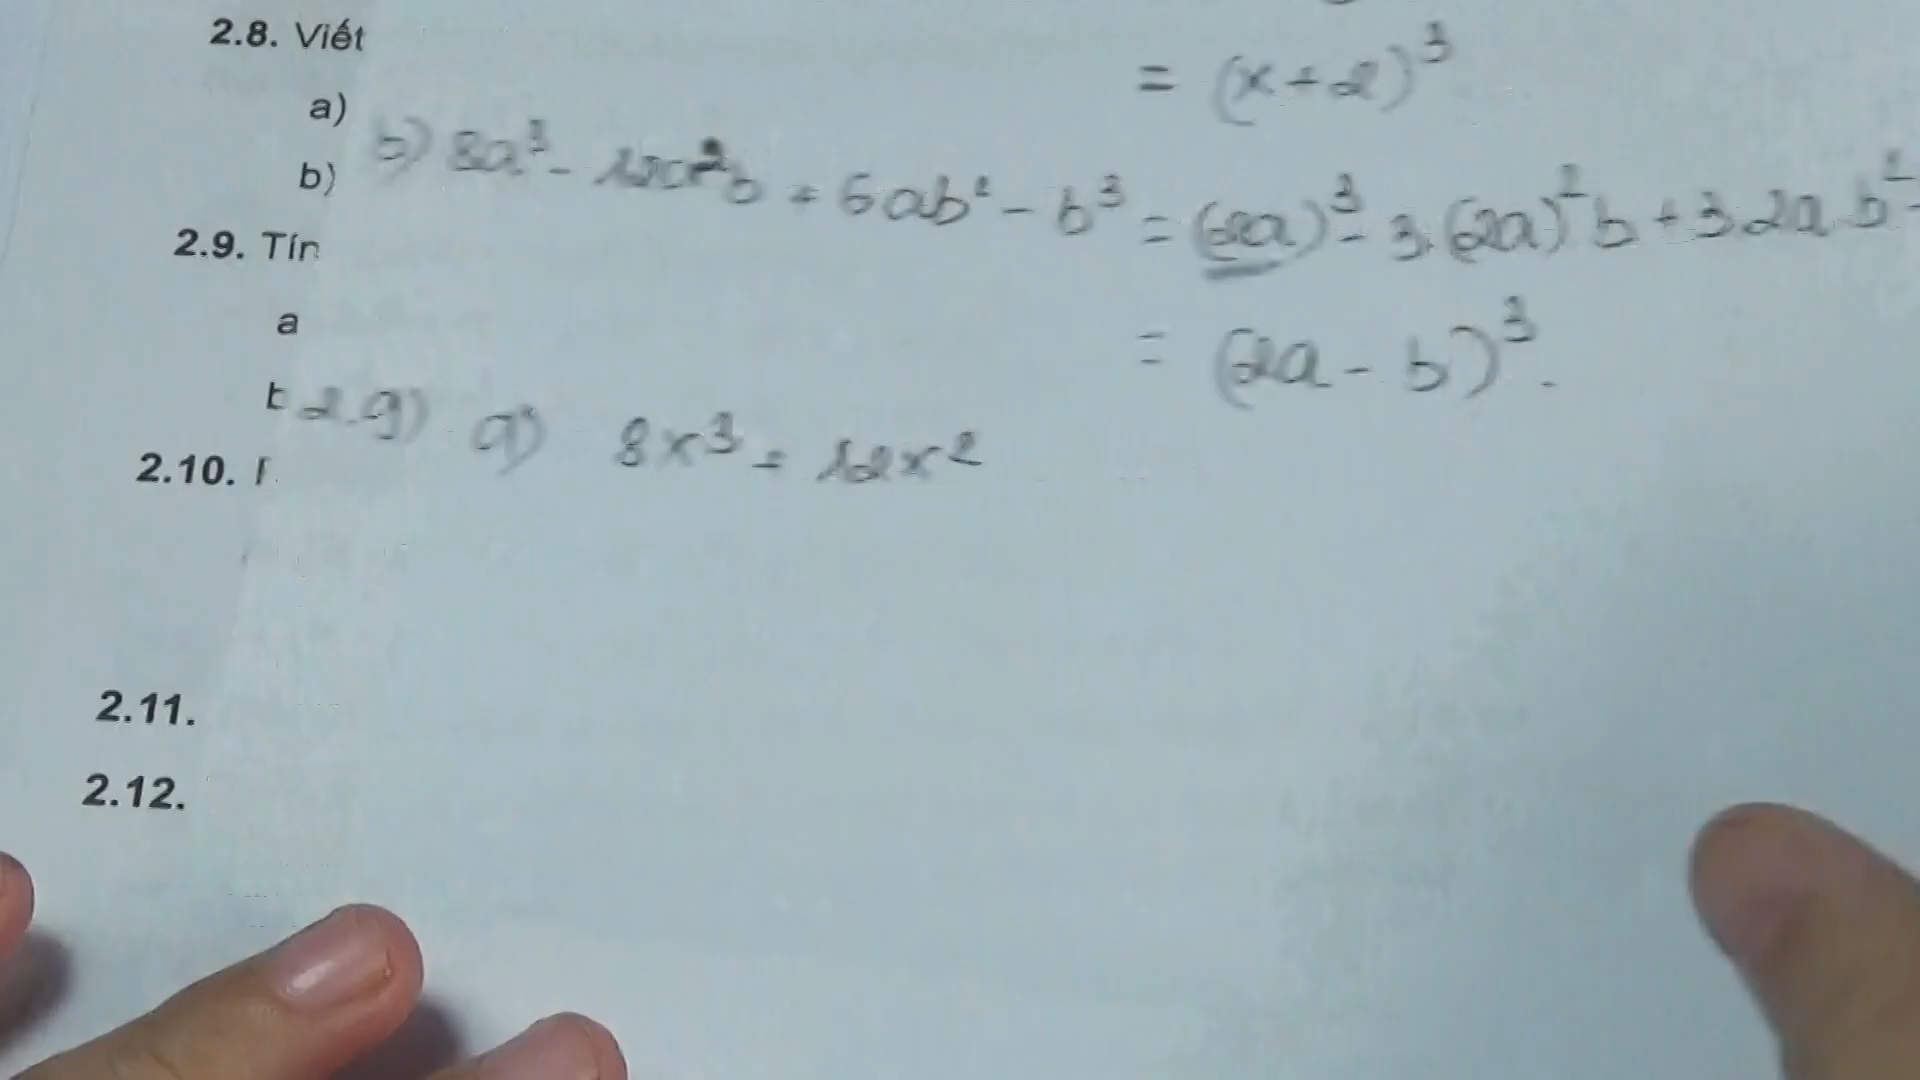 2.8. Viết
= (x + 2)³
a)
b) b) 8a³ - 12a²b + 6ab² - b³ = (2a)³ - 3.(2a)²b + 3.2a.b² -
2.9. Tín
a
= (2a - b)³.
2.9) a) 8x³ - 12x²
2.10.
2.11.
2.12.